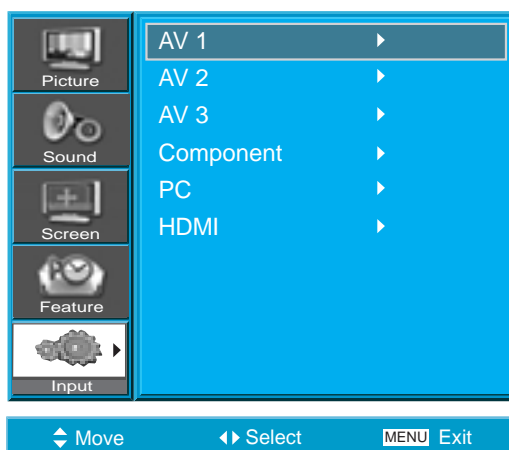 Picture
Sound
Screen
Feature
Input
AV 1
AV 2
AV 3
Component
PC
HDMI
Move
Select
MENU Exit